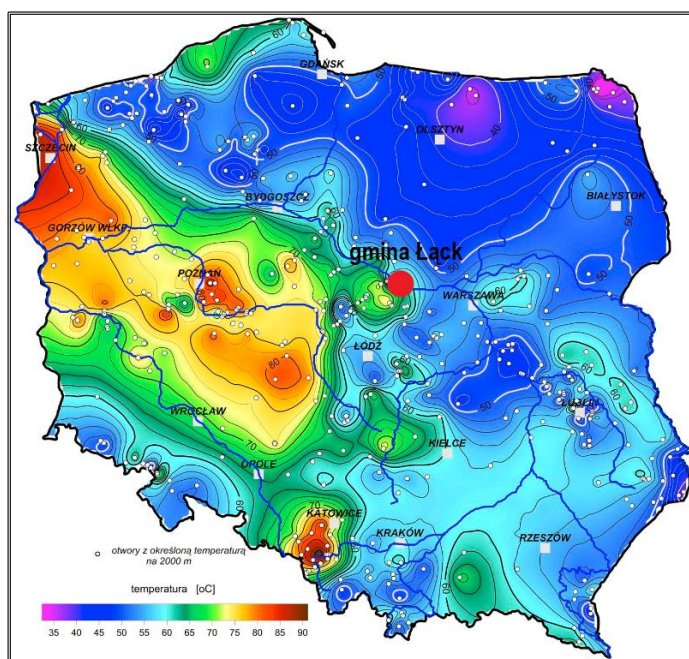 GDAŃSK
OLSZTYN
SZCZECIN
BIAŁYSTOK
BYDGOSZCZ
GORZÓW WLKP
gmina Łąck
POZNAŃ
WARSZAWA
ŁÓDŹ
WROCŁAW
LUBLIN
KIELCE
OPOLE
KATOWICE
KRAKÓW
RZESZÓW
otwory z określoną temperaturą
na 2000 m
temperatura [oC]
35 40 45 50 55 60 65 70 75 80 85 90